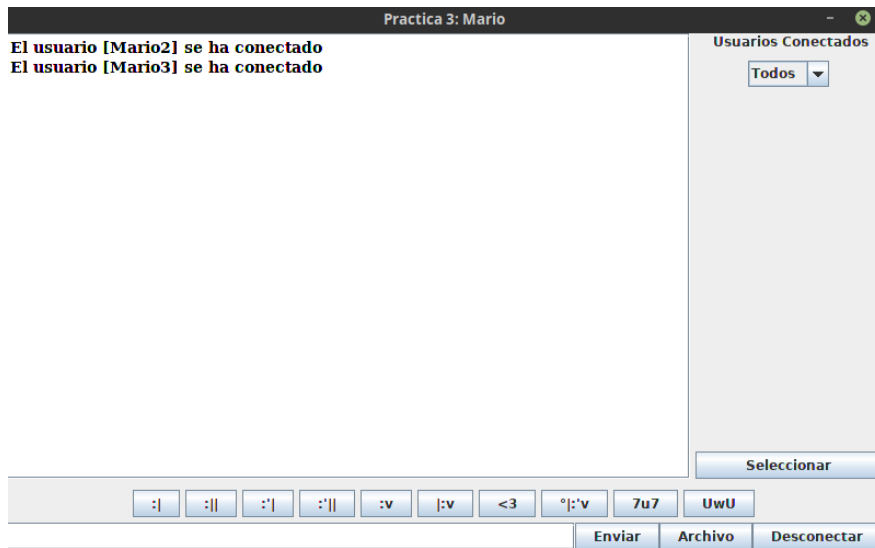 Practica 3: Mario
El usuario [Mario2] se ha conectado
El usuario [Mario3] se ha conectado
Usuarios Conectados
Todos
Seleccionar
:| :|| :'| :'|| :v |:v <3 °|:'v 7u7 UwU
Enviar Archivo Desconectar